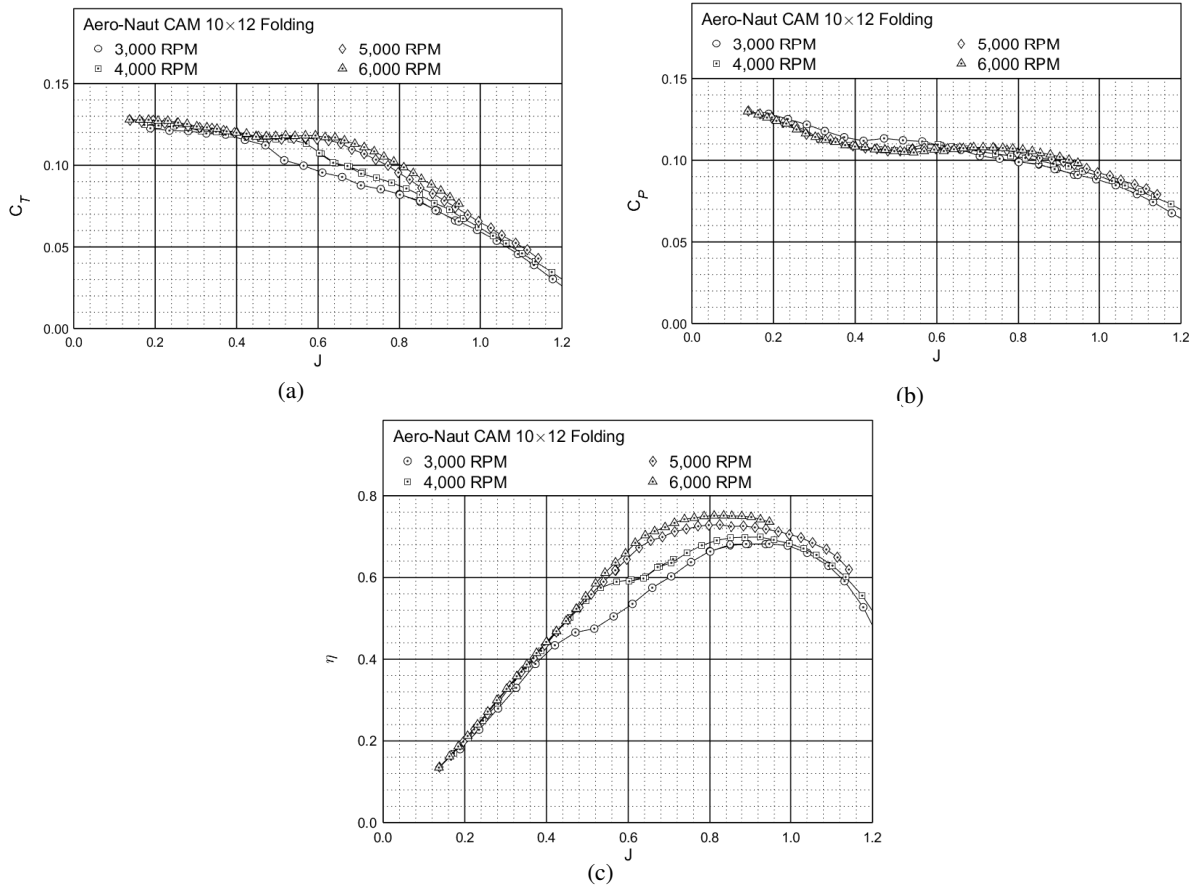 Aero-Naut CAM 10×12 Folding
3,000 RPM
5,000 RPM
4,000 RPM
6,000 RPM
0.15
0.10
0.05
0.00
C_T
0.0 0.2 0.4 0.6 0.8 1.0 1.2
J
(a)
Aero-Naut CAM 10×12 Folding
3,000 RPM
5,000 RPM
4,000 RPM
6,000 RPM
0.15
0.10
0.05
0.00
C_P
0.0 0.2 0.4 0.6 0.8 1.0 1.2
J
(b)
Aero-Naut CAM 10×12 Folding
3,000 RPM
5,000 RPM
4,000 RPM
6,000 RPM
0.8
0.6
0.4
0.2
0.0
η
0.0 0.2 0.4 0.6 0.8 1.0 1.2
J
(c)